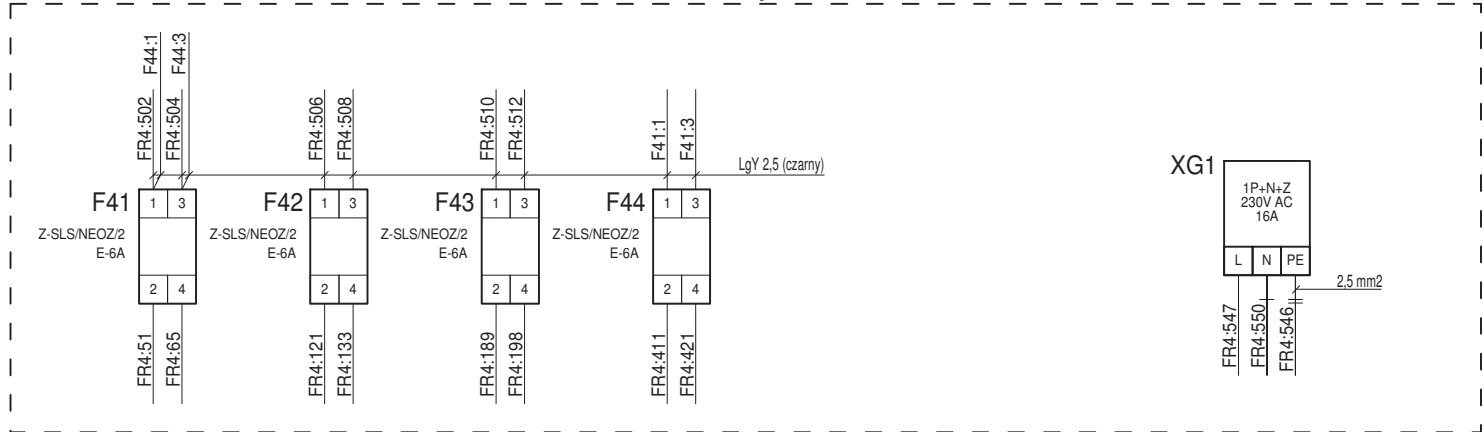 F44:1
F44:3
FR4:502
FR4:504
FR4:506
FR4:508
FR4:510
FR4:512
F41:1
F41:3
LgY 2,5 (czarny)
F41
1 3
Z-SLS/NEOZ/2
E-6A
2 4
F42
1 3
Z-SLS/NEOZ/2
E-6A
2 4
F43
1 3
Z-SLS/NEOZ/2
E-6A
2 4
F44
1 3
Z-SLS/NEOZ/2
E-6A
2 4
XG1
1P+N+Z
230V AC
16A
L N PE
2,5 mm2
FR4:51
FR4:65
FR4:121
FR4:133
FR4:189
FR4:198
FR4:411
FR4:421
FR4:547
FR4:550
FR4:546